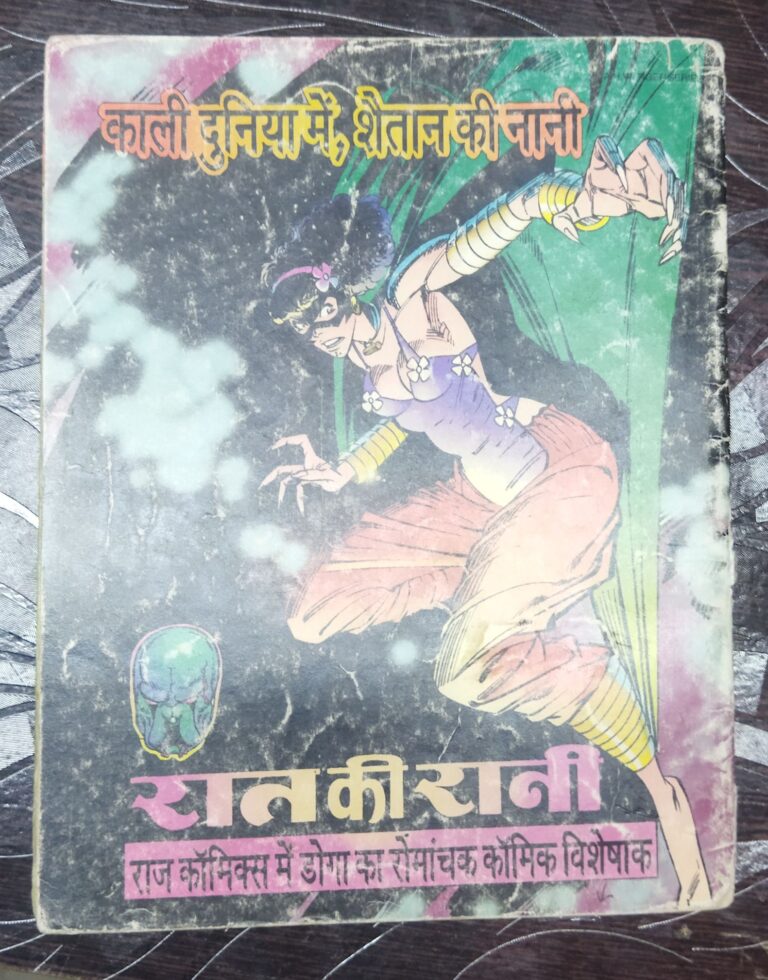 काली दुनिया में, शैतान की नानी
रात की रानी
राज कॉमिक्स में डोगा का रोमांचक कॉमिक विशेषाक